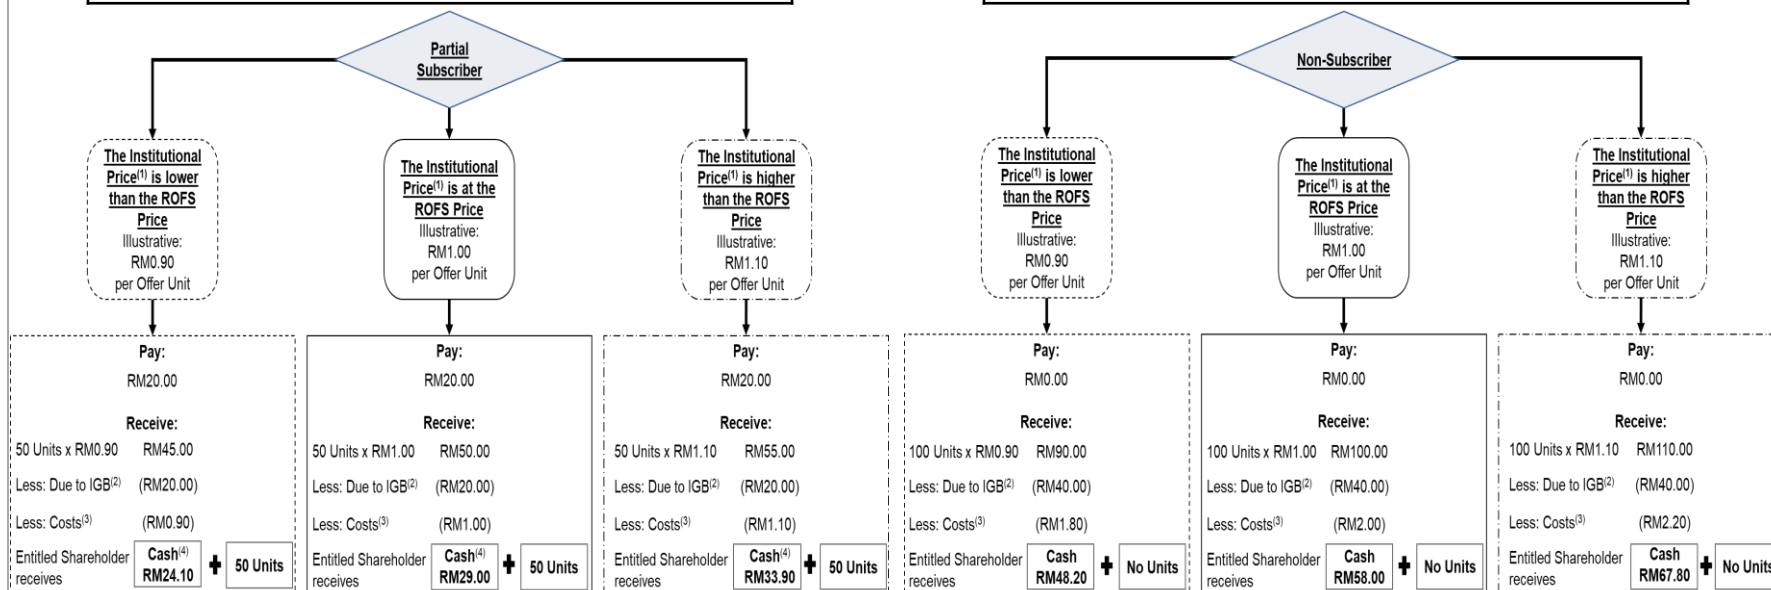 Partial
Subscriber
The Institutional
Price(1) is lower
than the ROFS
Price
Illustrative:
RM0.90
per Offer Unit
The Institutional
Price(1) is at the
ROFS Price
Illustrative:
RM1.00
per Offer Unit
The Institutional
Price(1) is higher
than the ROFS
Price
Illustrative:
RM1.10
per Offer Unit
Pay:
RM20.00
Receive:
50 Units x RM0.90 RM45.00
Less: Due to IGB(2) (RM20.00)
Less: Costs(3) (RM0.90)
Entitled Shareholder
receives
Cash(4)
RM24.10
+
50 Units
Pay:
RM20.00
Receive:
50 Units x RM1.00 RM50.00
Less: Due to IGB(2) (RM20.00)
Less: Costs(3) (RM1.00)
Entitled Shareholder
receives
Cash(4)
RM29.00
+
50 Units
Pay:
RM20.00
Receive:
50 Units x RM1.10 RM55.00
Less: Due to IGB(2) (RM20.00)
Less: Costs(3) (RM1.10)
Entitled Shareholder
receives
Cash(4)
RM33.90
+
50 Units
Non-Subscriber
The Institutional
Price(1) is lower
than the ROFS
Price
Illustrative:
RM0.90
per Offer Unit
The Institutional
Price(1) is at the
ROFS Price
Illustrative:
RM1.00
per Offer Unit
The Institutional
Price(1) is higher
than the ROFS
Price
Illustrative:
RM1.10
per Offer Unit
Pay:
RM0.00
Receive:
100 Units x RM0.90 RM90.00
Less: Due to IGB(2) (RM40.00)
Less: Costs(3) (RM1.80)
Entitled Shareholder
receives
Cash
RM48.20
+
No Units
Pay:
RM0.00
Receive:
100 Units x RM1.00 RM100.00
Less: Due to IGB(2) (RM40.00)
Less: Costs(3) (RM2.00)
Entitled Shareholder
receives
Cash
RM58.00
+
No Units
Pay:
RM0.00
Receive:
100 Units x RM1.10 RM110.00
Less: Due to IGB(2) (RM40.00)
Less: Costs(3) (RM2.20)
Entitled Shareholder
receives
Cash
RM67.80
+
No Units